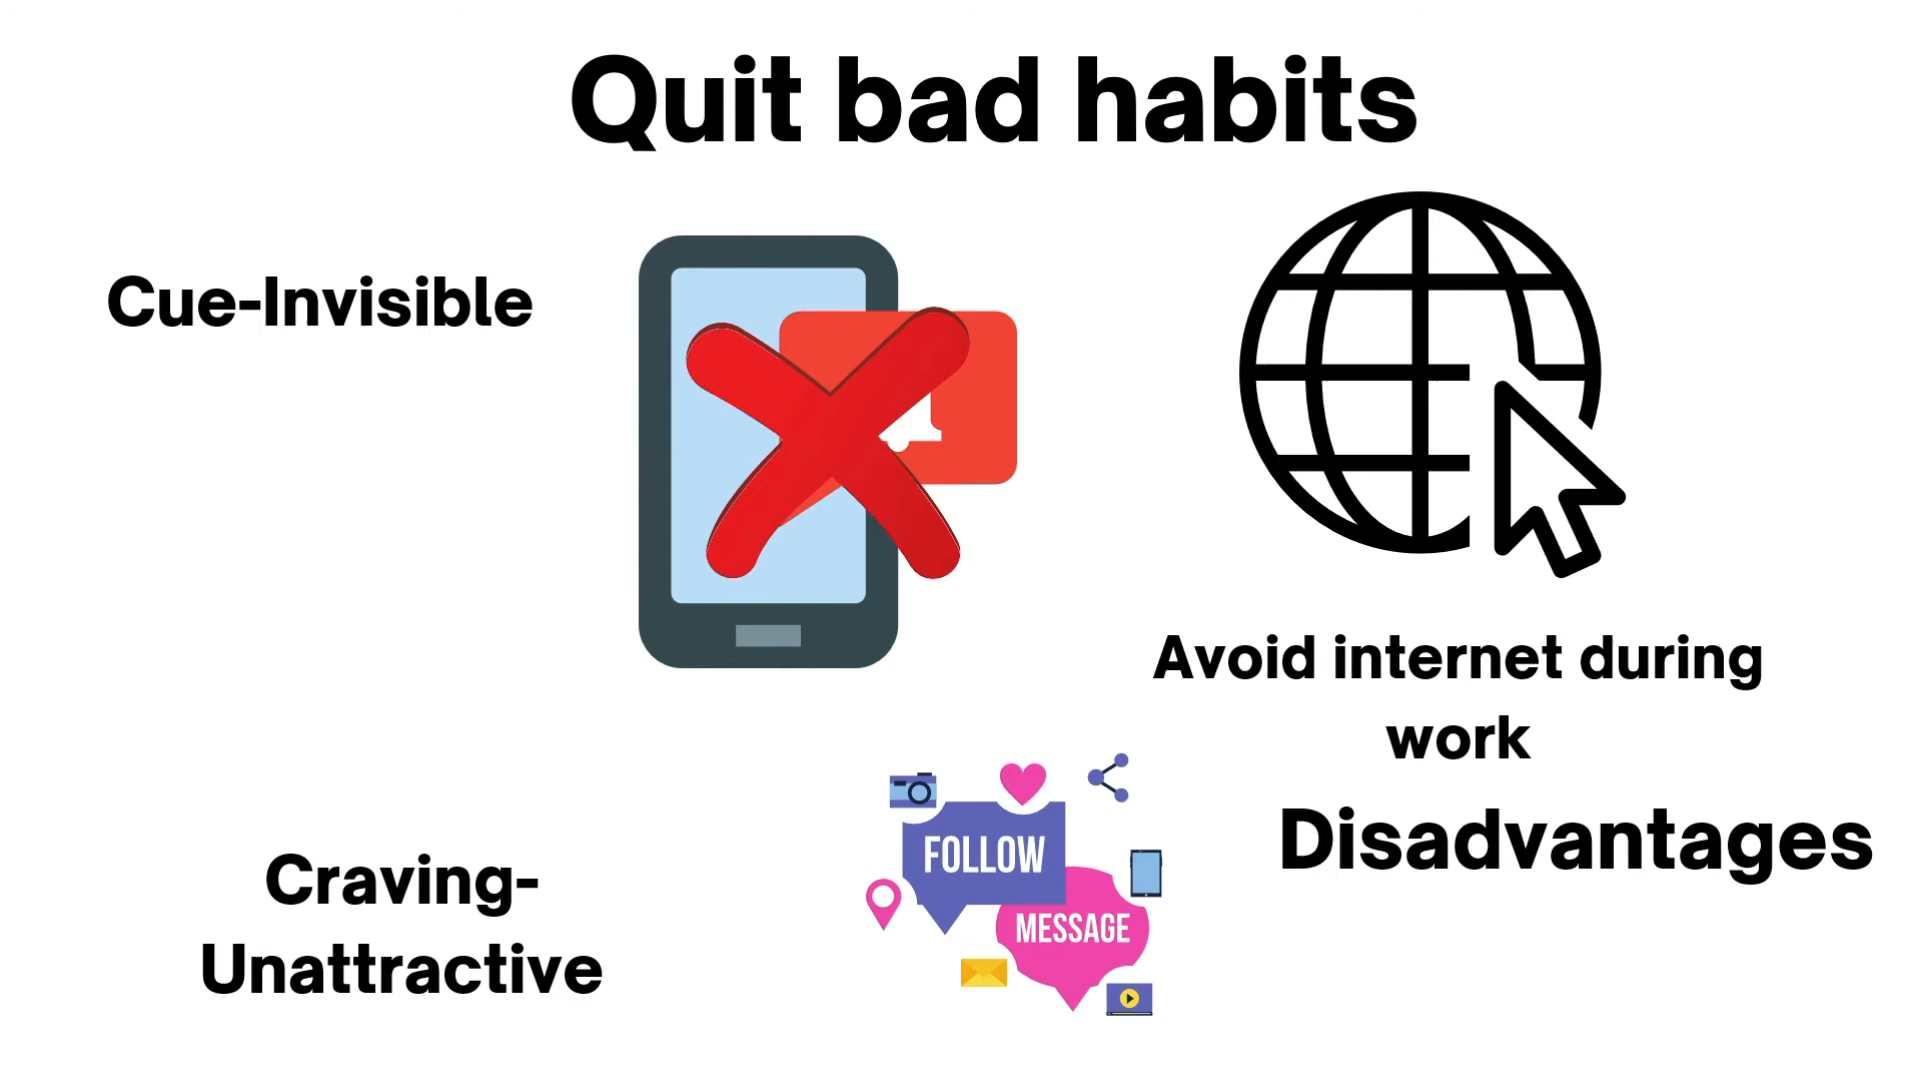 Quit bad habits
Cue-Invisible
Avoid internet during
work
Craving-
Unattractive
FOLLOW
MESSAGE
Disadvantages